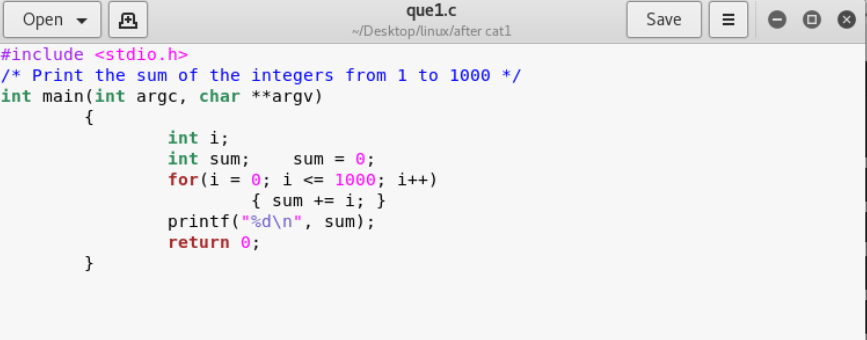 que1.c
Open
~/Desktop/linux/after cat1
Save
#include <stdio.h>
/* Print the sum of the integers from 1 to 1000 */
int main(int argc, char **argv)
{
int i;
int sum;    sum = 0;
for(i = 0; i <= 1000; i++)
{ sum += i; }
printf("%d\n", sum);
return 0;
}